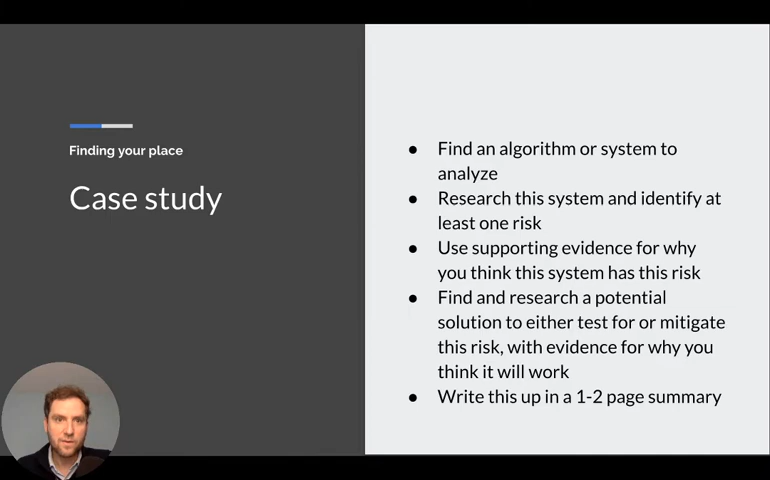 Finding your place
Case study
● Find an algorithm or system to
analyze
● Research this system and identify at
least one risk
● Use supporting evidence for why
you think this system has this risk
● Find and research a potential
solution to either test for or mitigate
this risk, with evidence for why you
think it will work
● Write this up in a 1-2 page summary